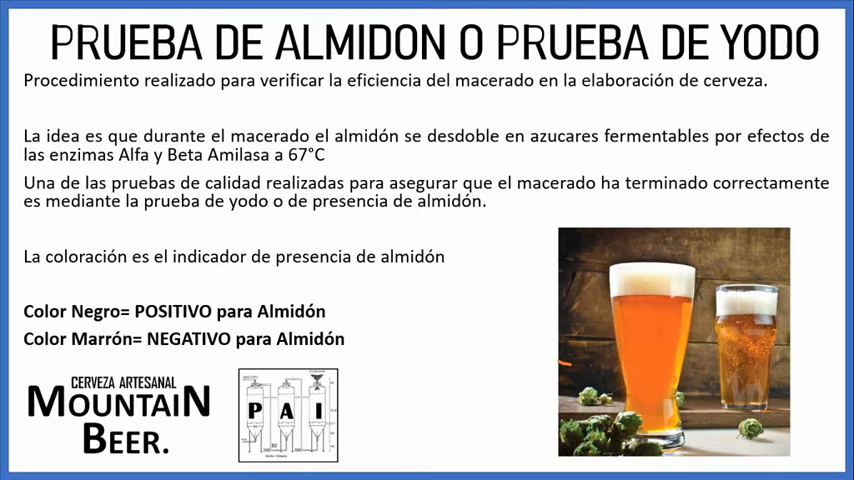 PRUEBA DE ALMIDON O PRUEBA DE YODO
Procedimiento realizado para verificar la eficiencia del macerado en la elaboración de cerveza.
La idea es que durante el macerado el almidón se desdoble en azucares fermentables por efectos de
las enzimas Alfa y Beta Amilasa a 67°C
Una de las pruebas de calidad realizadas para asegurar que el macerado ha terminado correctamente
es mediante la prueba de yodo o de presencia de almidón.
La coloración es el indicador de presencia de almidón
Color Negro= POSITIVO para Almidón
Color Marrón= NEGATIVO para Almidón
CERVEZA ARTESANAL
MOUNTAIN
BEER.
P A I